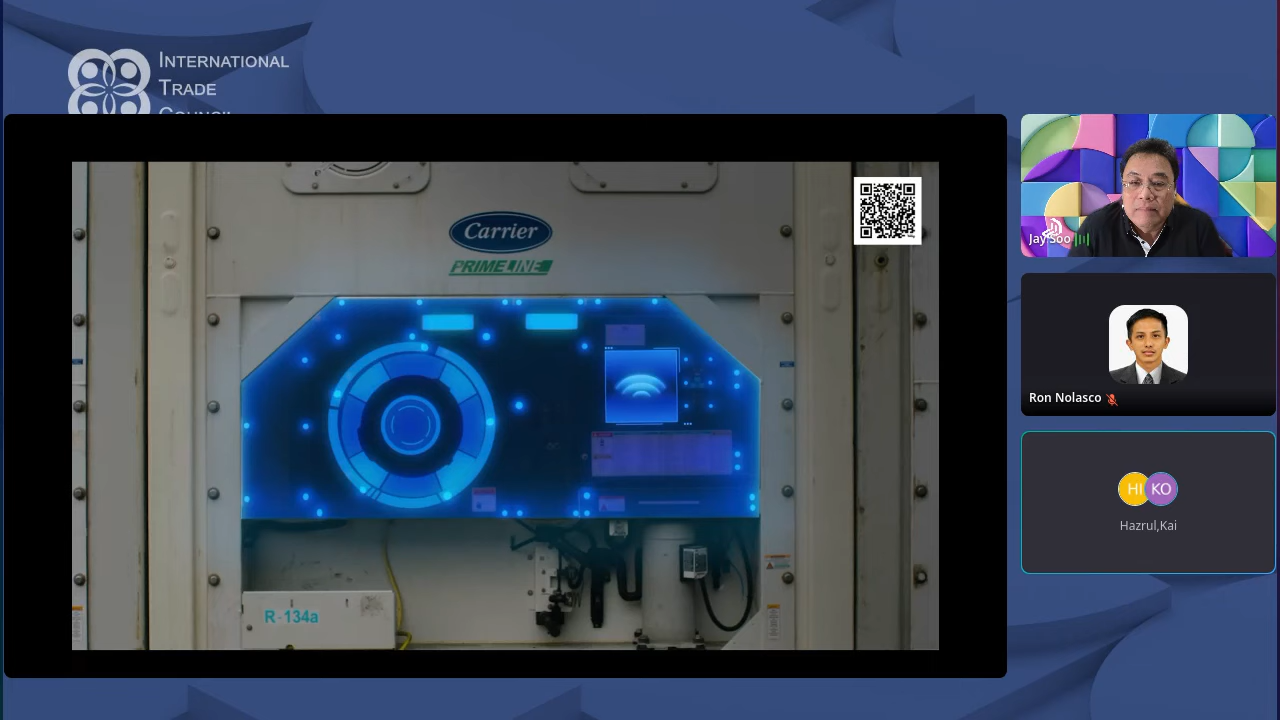 INTERNATIONAL
TRADE
Carrier
PRIMELINE
R-134a
Jay Soo
Ron Nolasco
HI KO
Hazrul,Kai